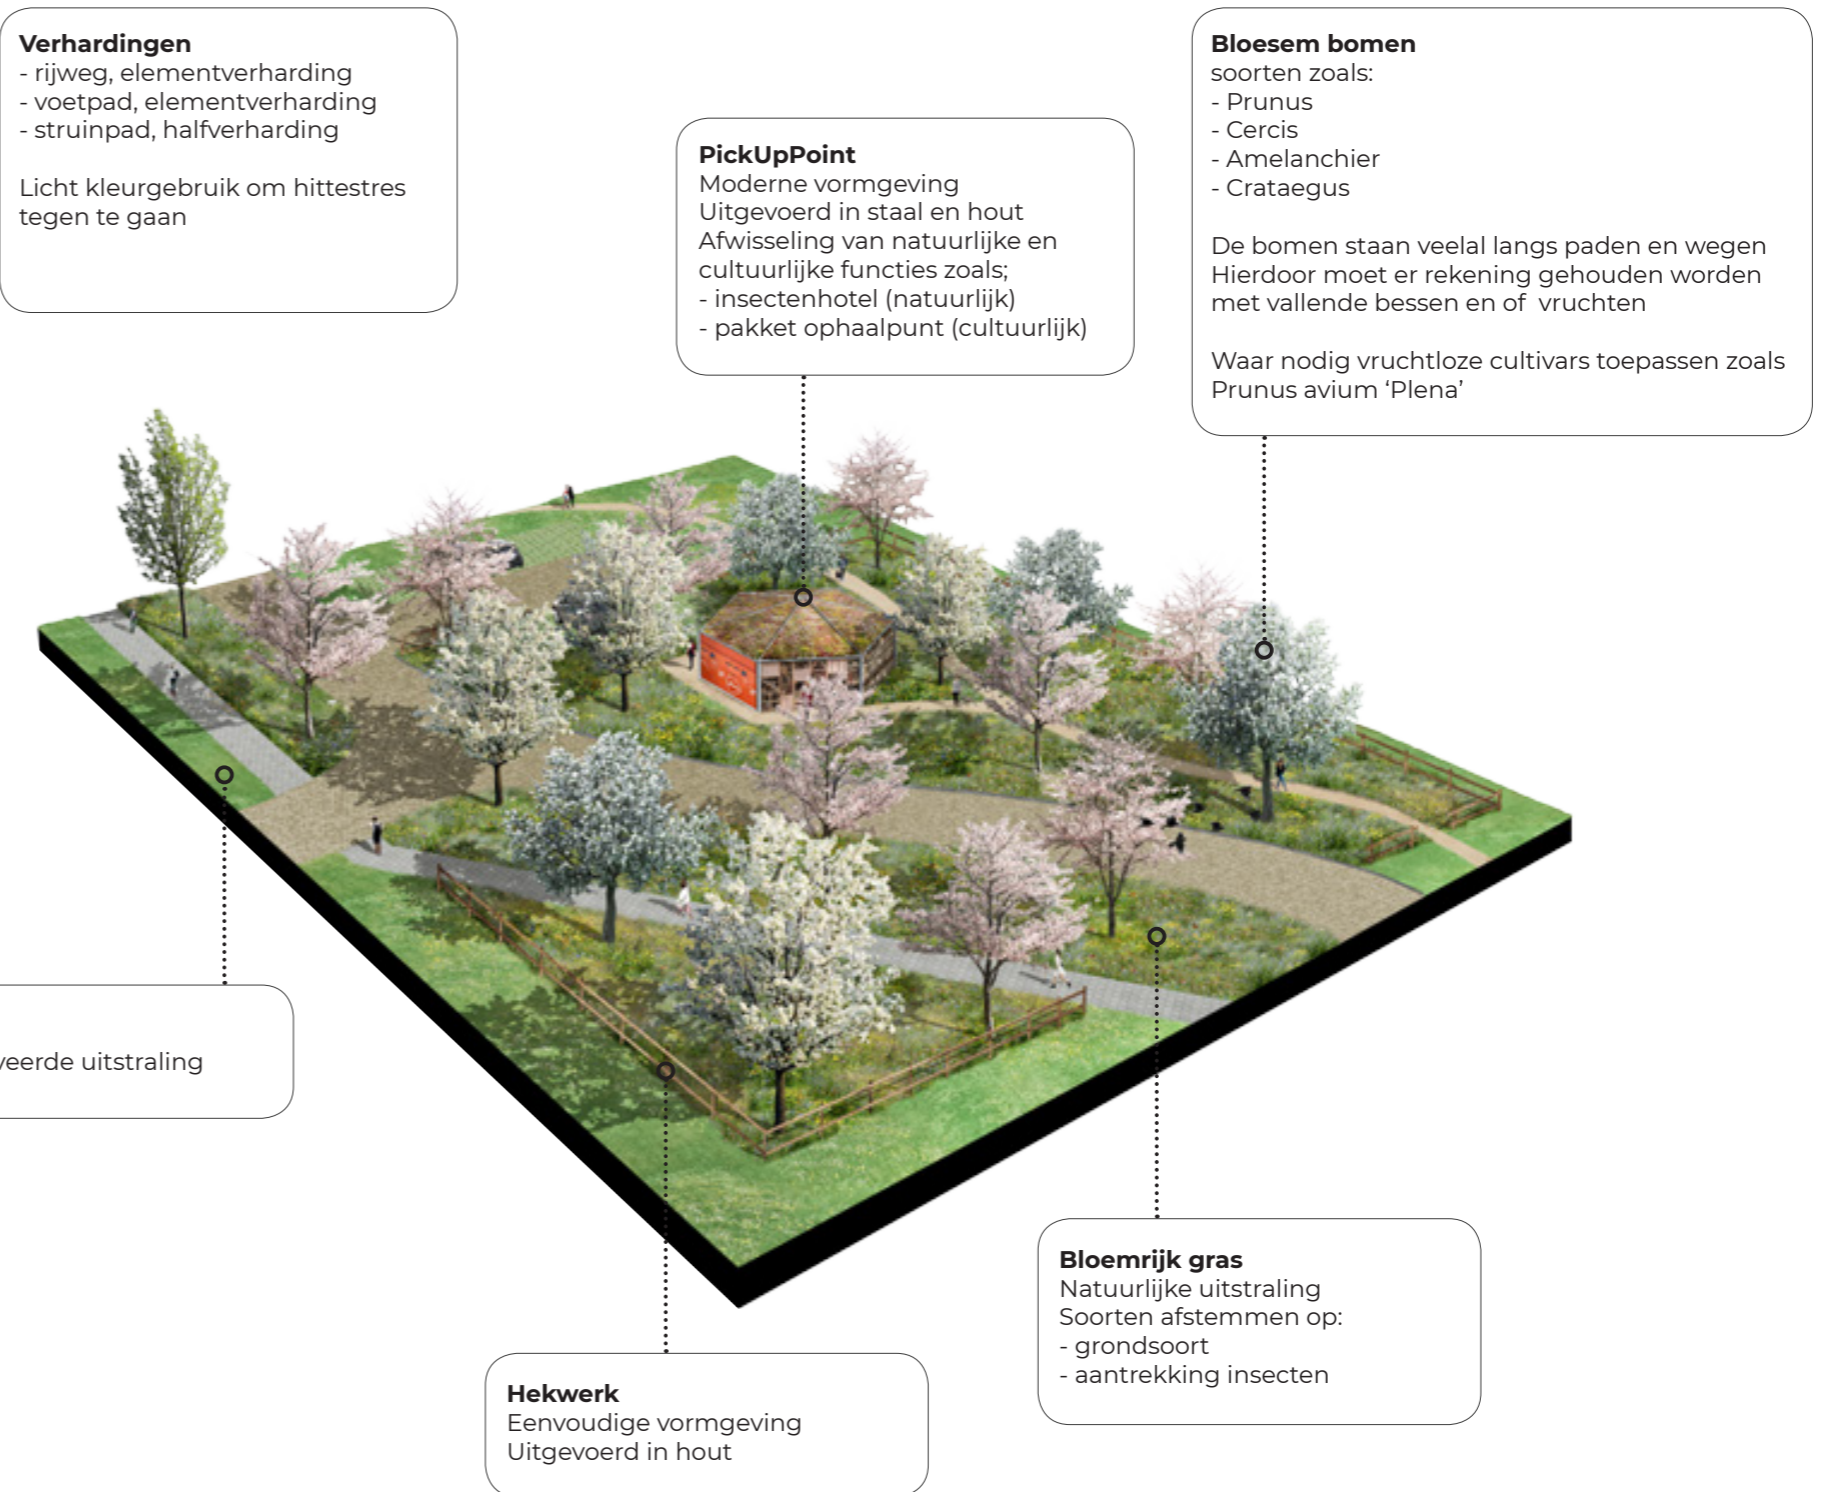 Verhardingen
- rijweg, elementverharding
- voetpad, elementverharding
- struinpad, halfverharding
Licht kleurgebruik om hittestres
tegen te gaan
PickUpPoint
Moderne vormgeving
Uitgevoerd in staal en hout
Afwisseling van natuurlijke en
cultuurlijke functies zoals;
- insectenhotel (natuurlijk)
- pakket ophaalpunt (cultuurlijk)
Bloesem bomen
soorten zoals:
- Prunus
- Cercis
- Amelanchier
- Crataegus
De bomen staan veelal langs paden en wegen
Hierdoor moet er rekening gehouden worden
met vallende bessen en of  vruchten
Waar nodig vruchtloze cultivars toepassen zoals
Prunus avium ‘Plena’
uitstraling
Hekwerk
Eenvoudige vormgeving
Uitgevoerd in hout
Bloemrijk gras
Natuurlijke uitstraling
Soorten afstemmen op:
- grondsoort
- aantrekking insecten